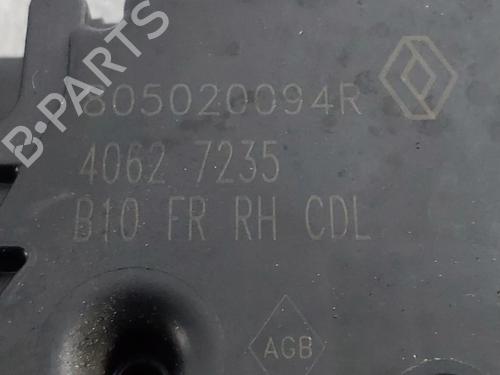 805020094R
4062 7235
B10 FR RH CDL
AGB
B-PARTS